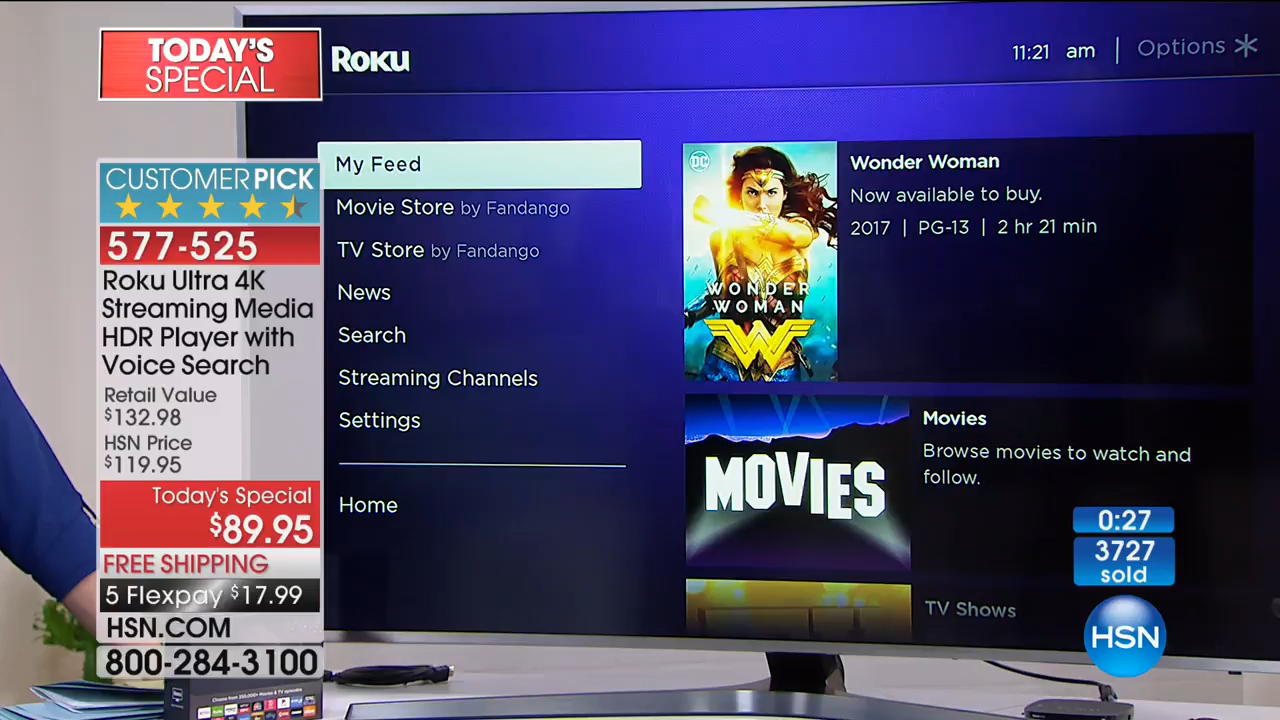 TODAY'S
SPECIAL
CUSTOMER PICK
577-525
Roku Ultra 4K
Streaming Media
HDR Player with
Voice Search
Retail Value
$132.98
HSN Price
$119.95
Today's Special
$89.95
FREE SHIPPING
5 Flexpay $17.99
HSN.COM
800-284-3100
Roku
11:21 am | Options
My Feed
Movie Store by Fandango
TV Store by Fandango
News
Search
Streaming Channels
Settings
Home
DC
WONDER
WOMAN
Wonder Woman
Now available to buy.
2017 | PG-13 | 2 hr 21 min
MOVIES
Movies
Browse movies to watch and
follow.
TV Shows
0:27
3727
sold
HSN